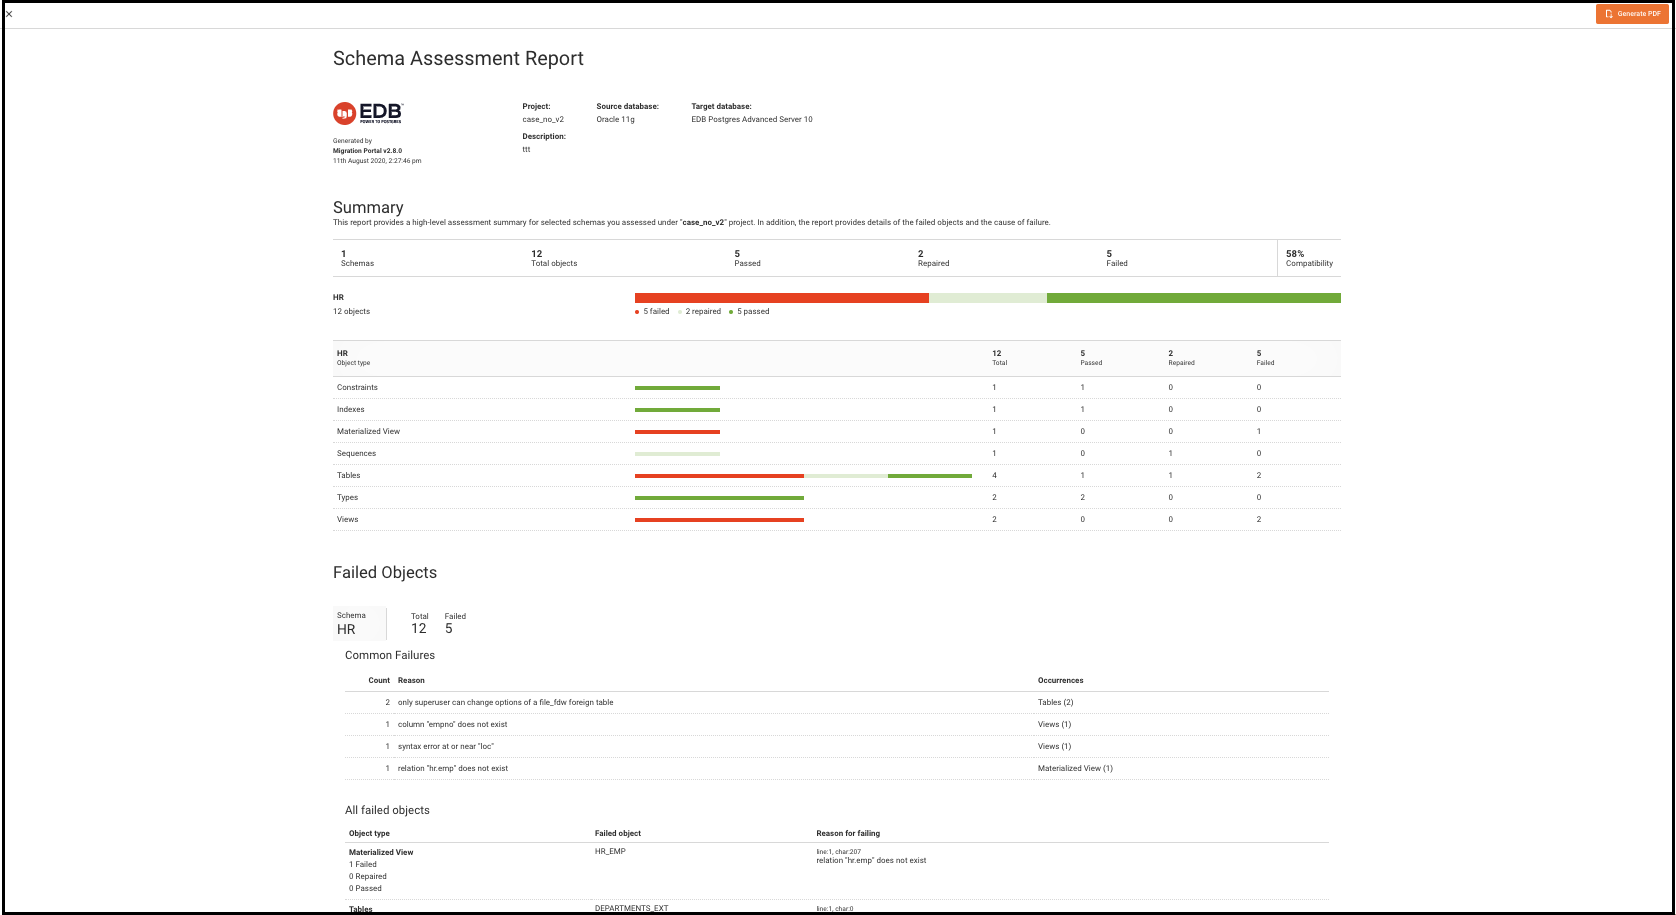 ×
Generate PDF
Schema Assessment Report
EDB
POWER TO POSTGRES
Generated by
Migration Portal v2.8.0
11th August 2020, 2:27:46 pm
Project: Source database: Target database:
case_no_v2 Oracle 11g EDB Postgres Advanced Server 10
Description:
ttt
Summary
This report provides a high-level assessment summary for selected schemas you assessed under "case_no_v2" project. In addition, the report provides details of the failed objects and the cause of failure.
1 12 5 2 5 58%
Schemas Total objects Passed Repaired Failed Compatibility
HR
12 objects 5 failed 2 repaired 5 passed
HR 12 5 2 5
Object type Total Passed Repaired Failed
Constraints 1 1 0 0
Indexes 1 1 0 0
Materialized View 1 0 0 1
Sequences 1 0 1 0
Tables 4 1 1 2
Types 2 2 0 0
Views 2 0 0 2
Failed Objects
Schema Total Failed
HR 12 5
Common Failures
Count Reason Occurrences
2 only superuser can change options of a file_fdw foreign table Tables (2)
1 column "empno" does not exist Views (1)
1 syntax error at or near "loc" Views (1)
1 relation "hr.emp" does not exist Materialized View (1)
All failed objects
Object type Failed object Reason for failing
Materialized View HR_EMP line:1, char:207
1 Failed relation "hr.emp" does not exist
0 Repaired
0 Passed
Tables DEPARTMENTS_EXT line:1, char:0